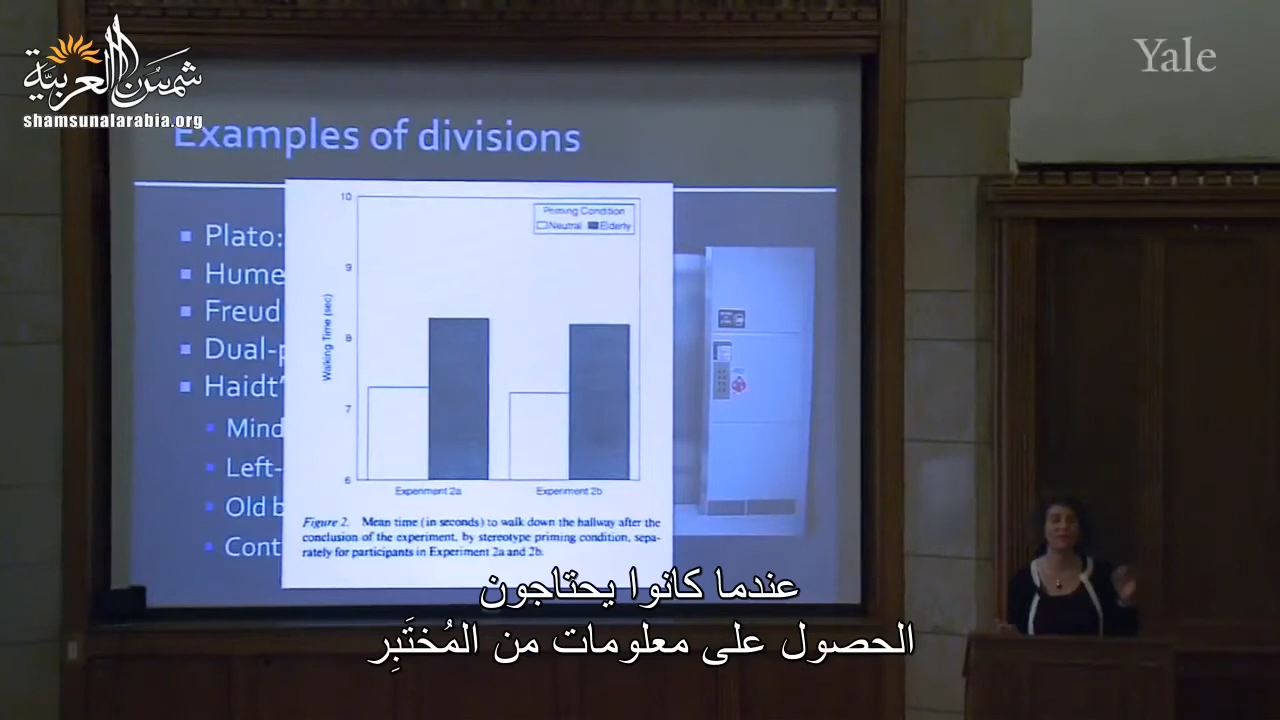 شمس العربية
shamsunalarabia.org
Yale
Examples of divisions
Plato:
Hume
Freud
Dual-p
Haidt'
Mind
Left-
Old b
Cont
10
9
8
7
6
Walking Time (sec)
Priming Condition
Neutral Elderly
Experiment 2a Experiment 2b
Figure 2. Mean time (in seconds) to walk down the hallway after the
conclusion of the experiment, by stereotype priming condition, sepa-
rately for participants in Experiment 2a and 2b.
عندما كانوا يحتاجون
الحصول على معلومات من المُختَبِر